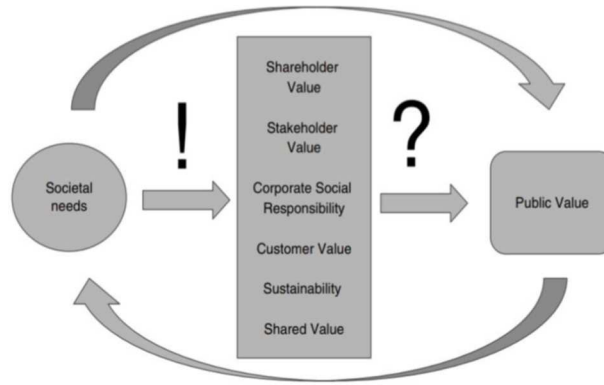 Shareholder
Value
!
?
Stakeholder
Value
Societal
needs
Corporate Social
Responsibility
Public Value
Customer Value
Sustainability
Shared Value